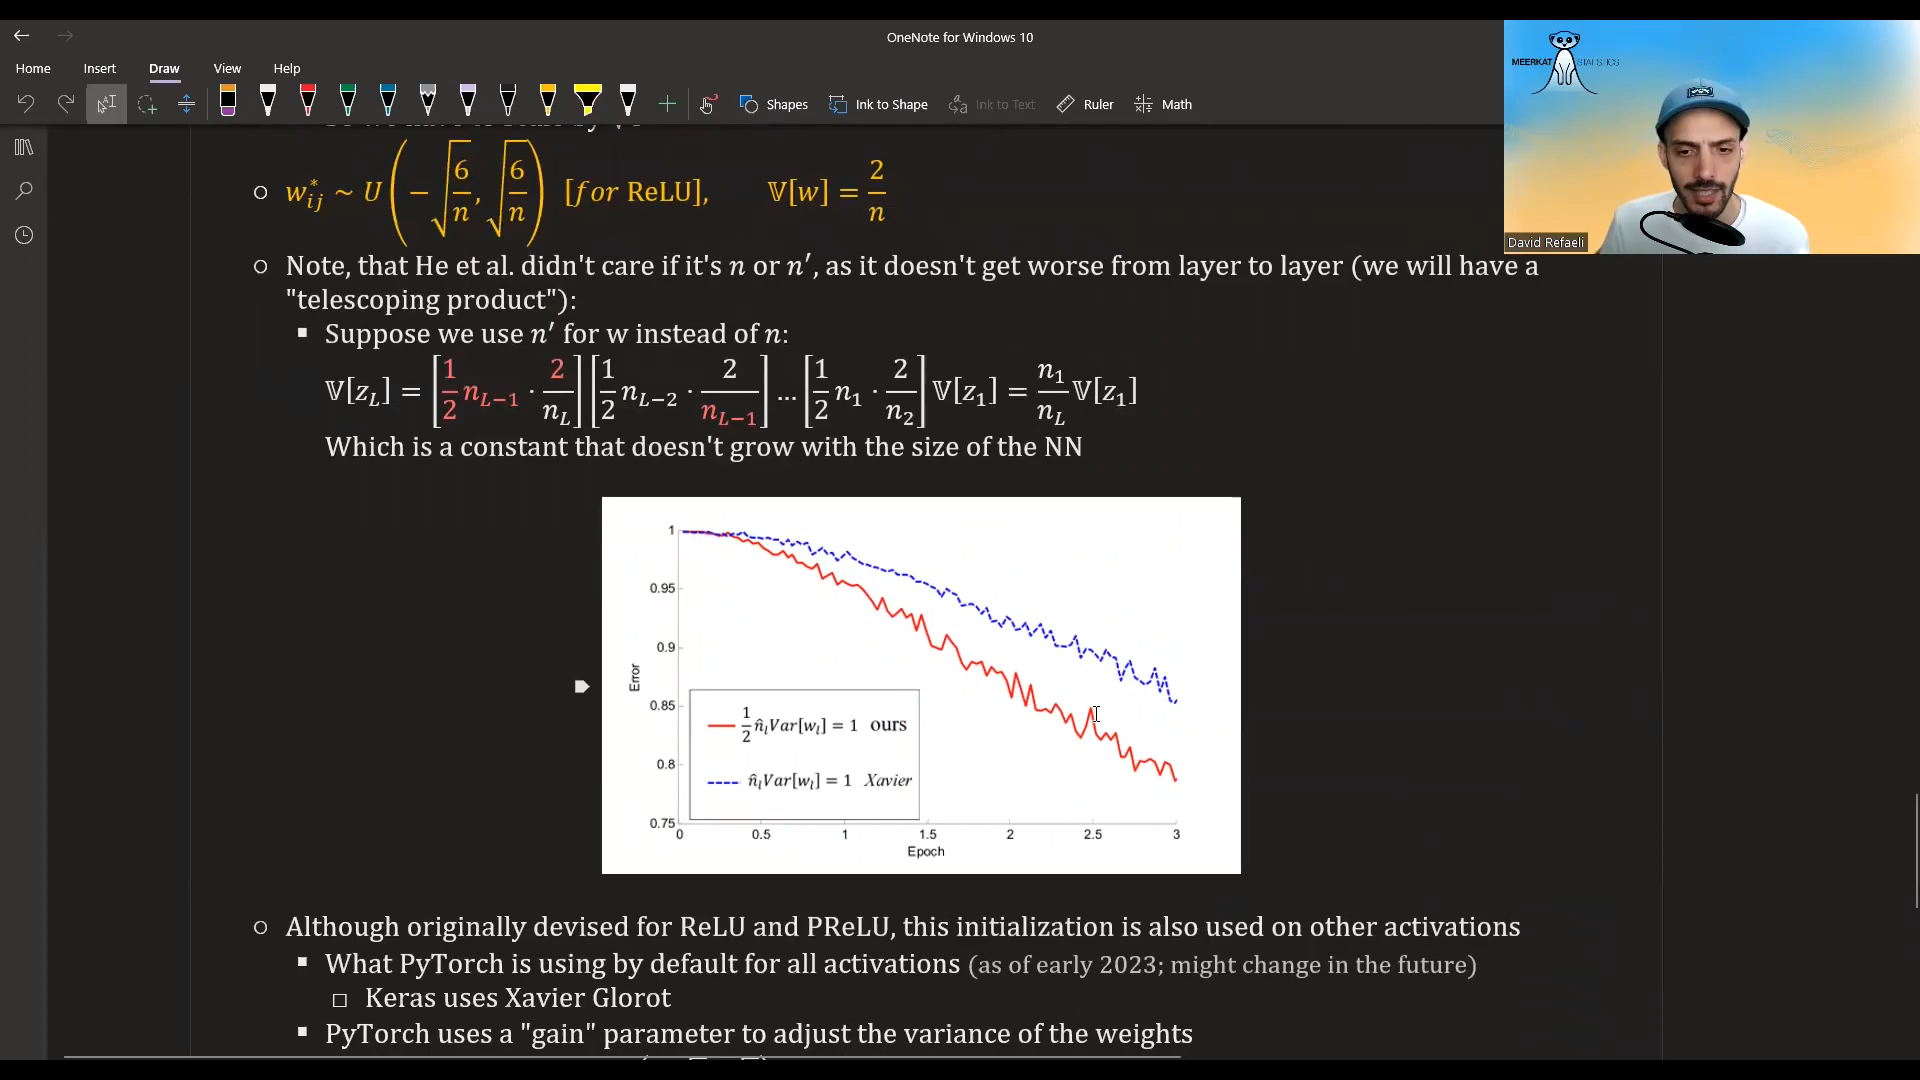 OneNote for Windows 10
Home Insert Draw View Help
Shapes Ink to Shape Ink to Text Ruler Math
MEERKAT STATISTICS
David Refaeli
○ w*ᵢⱼ ~ U(−√(6/n), √(6/n)) [for ReLU], 𝕍[w] = 2/n
○ Note, that He et al. didn't care if it's n or n′, as it doesn't get worse from layer to layer (we will have a
"telescoping product"):
▪ Suppose we use n′ for w instead of n:
𝕍[z_L] = [1/2 n_{L−1} · 2/n_L][1/2 n_{L−2} · 2/n_{L−1}] … [1/2 n₁ · 2/n₂] 𝕍[z₁] = n₁/n_L 𝕍[z₁]
Which is a constant that doesn't grow with the size of the NN
1
0.95
0.9
0.85
0.8
0.75
Error
1/2 n̂ₗVar[wₗ] = 1 ours
n̂ₗVar[wₗ] = 1 Xavier
0 0.5 1 1.5 2 2.5 3
Epoch
○ Although originally devised for ReLU and PReLU, this initialization is also used on other activations
▪ What PyTorch is using by default for all activations (as of early 2023; might change in the future)
□ Keras uses Xavier Glorot
▪ PyTorch uses a "gain" parameter to adjust the variance of the weights